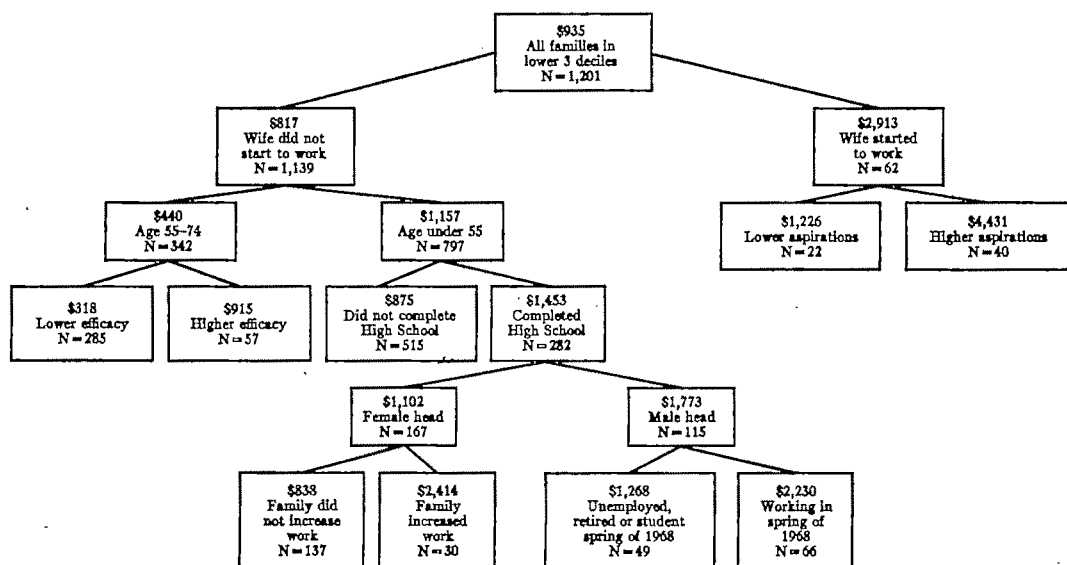 $935
All families in
lower 3 deciles
N = 1,201
$817
Wife did not
start to work
N = 1,139
$2,913
Wife started
to work
N = 62
$440
Age 55–74
N = 342
$1,157
Age under 55
N = 797
$1,226
Lower aspirations
N = 22
$4,431
Higher aspirations
N = 40
$318
Lower efficacy
N = 285
$915
Higher efficacy
N = 57
$875
Did not complete
High School
N = 515
$1,453
Completed
High School
N = 282
$1,102
Female head
N = 167
$1,773
Male head
N = 115
$838
Family did
not increase
work
N = 137
$2,414
Family
increased
work
N = 30
$1,268
Unemployed,
retired or student
spring of 1968
N = 49
$2,230
Working in
spring of
1968
N = 66